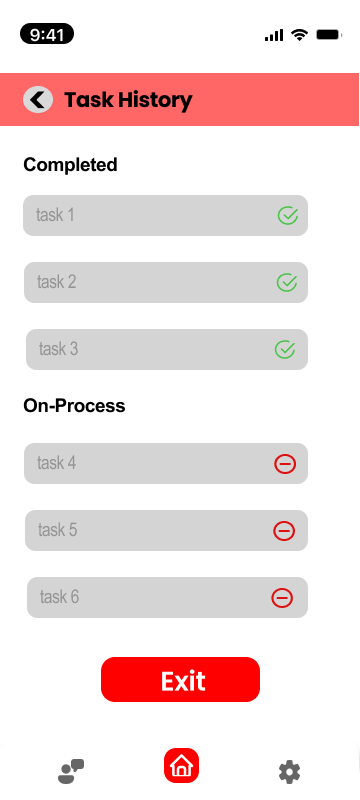 9:41
Task History
Completed
task 1
task 2
task 3
On-Process
task 4
task 5
task 6
Exit